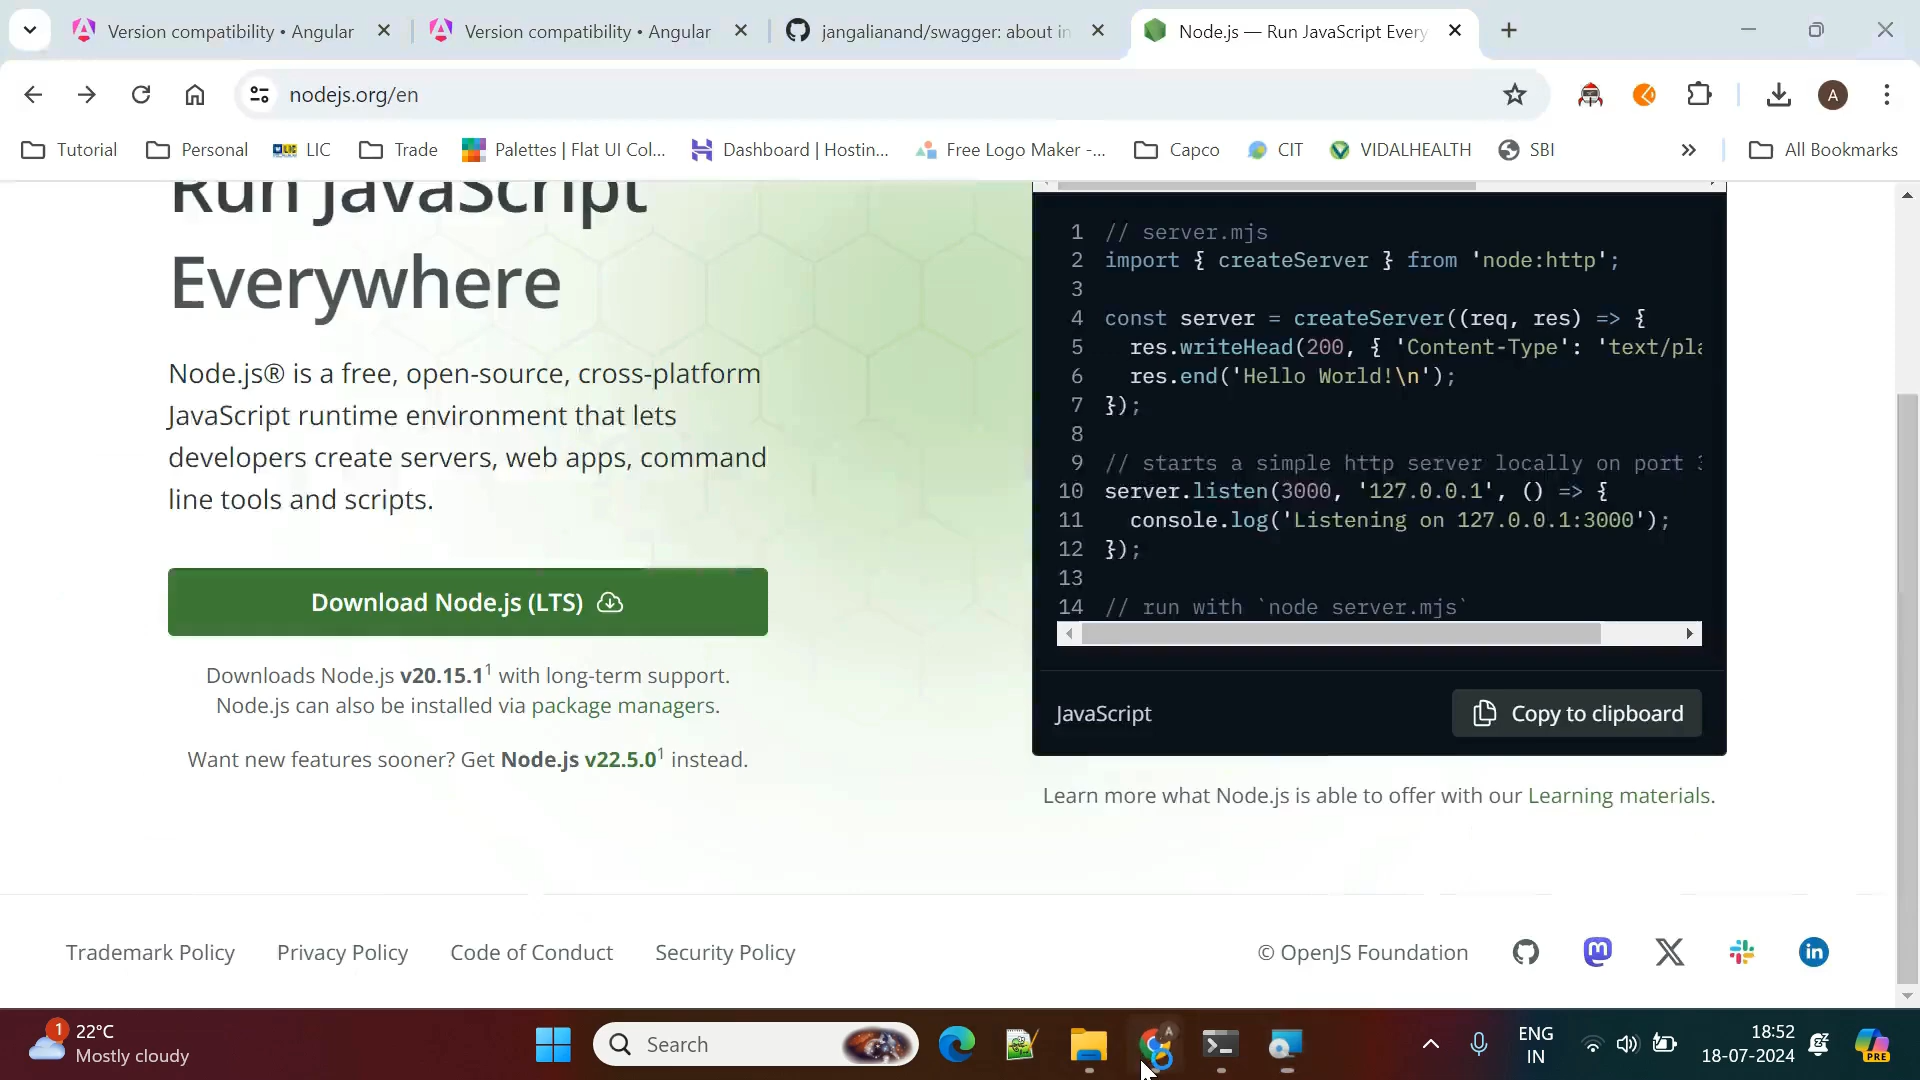 Version compatibility • Angular
Version compatibility • Angular
jangalianand/swagger: about in
Node.js — Run JavaScript Every
nodejs.org/en
A
Tutorial
Personal
LIC
Trade
Palettes | Flat UI Col...
Dashboard | Hostin...
Free Logo Maker -...
Capco
CIT
VIDALHEALTH
SBI
»
All Bookmarks
Run JavaScript
Everywhere
Node.js® is a free, open-source, cross-platform
JavaScript runtime environment that lets
developers create servers, web apps, command
line tools and scripts.
Download Node.js (LTS)
Downloads Node.js v20.15.1¹ with long-term support.
Node.js can also be installed via package managers.
Want new features sooner? Get Node.js v22.5.0¹ instead.
1 // server.mjs
2 import { createServer } from 'node:http';
3
4 const server = createServer((req, res) => {
5 res.writeHead(200, { 'Content-Type': 'text/pla
6 res.end('Hello World!\n');
7 });
8
9 // starts a simple http server locally on port 3
10 server.listen(3000, '127.0.0.1', () => {
11 console.log('Listening on 127.0.0.1:3000');
12 });
13
14 // run with `node server.mjs`
JavaScript
Copy to clipboard
Learn more what Node.js is able to offer with our Learning materials.
Trademark Policy
Privacy Policy
Code of Conduct
Security Policy
© OpenJS Foundation
1
22°C
Mostly cloudy
Search
A
ENG
IN
18:52
18-07-2024
PRE